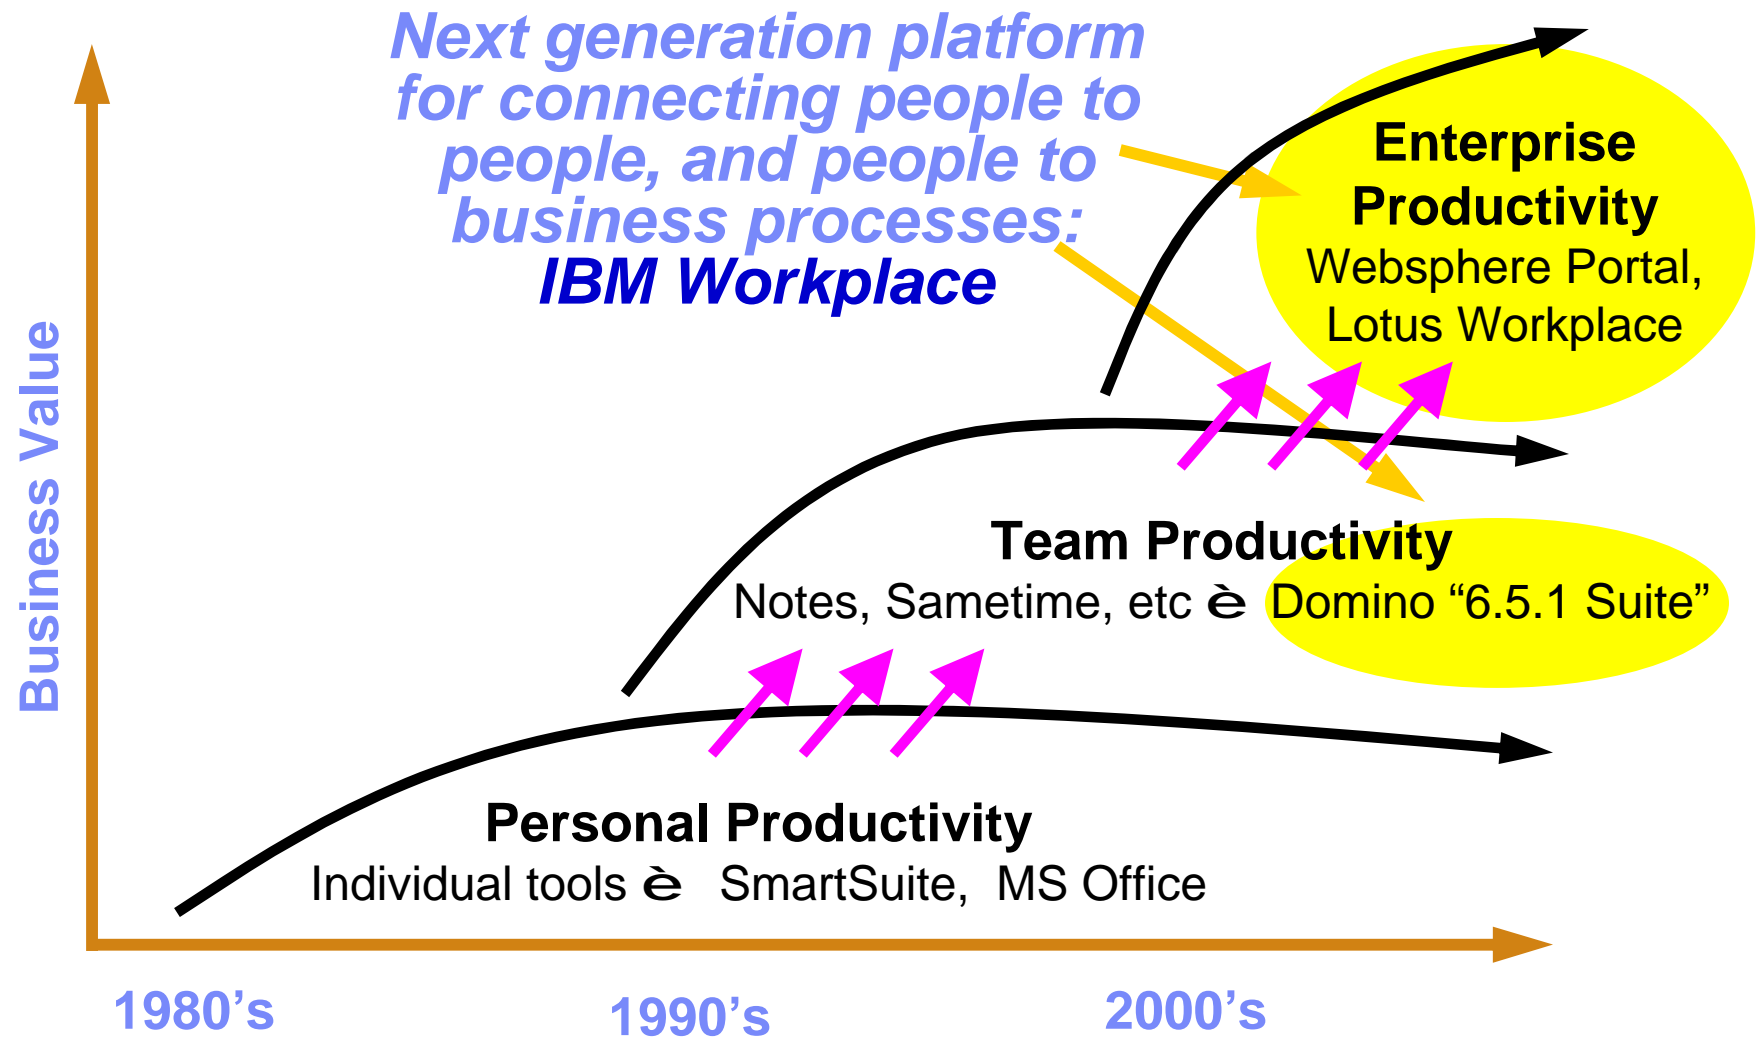 Next generation platform
for connecting people to
people, and people to
business processes:
IBM Workplace
Enterprise
Productivity
Websphere Portal,
Lotus Workplace
Business Value
Team Productivity
Notes, Sametime, etc è Domino “6.5.1 Suite”
Personal Productivity
Individual tools è SmartSuite, MS Office
1980’s
1990’s
2000’s